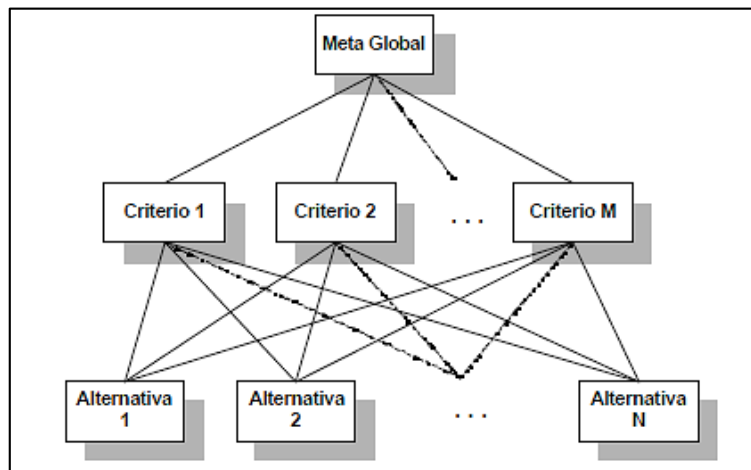 Meta Global
Criterio 1
Criterio 2
. . .
Criterio M
Alternativa
1
Alternativa
2
. . .
Alternativa
N